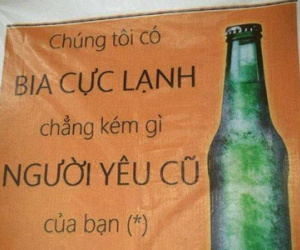 Chúng tôi có
BIA CỰC LẠNH
chẳng kém gì
NGƯỜI YÊU CŨ
của bạn (*)